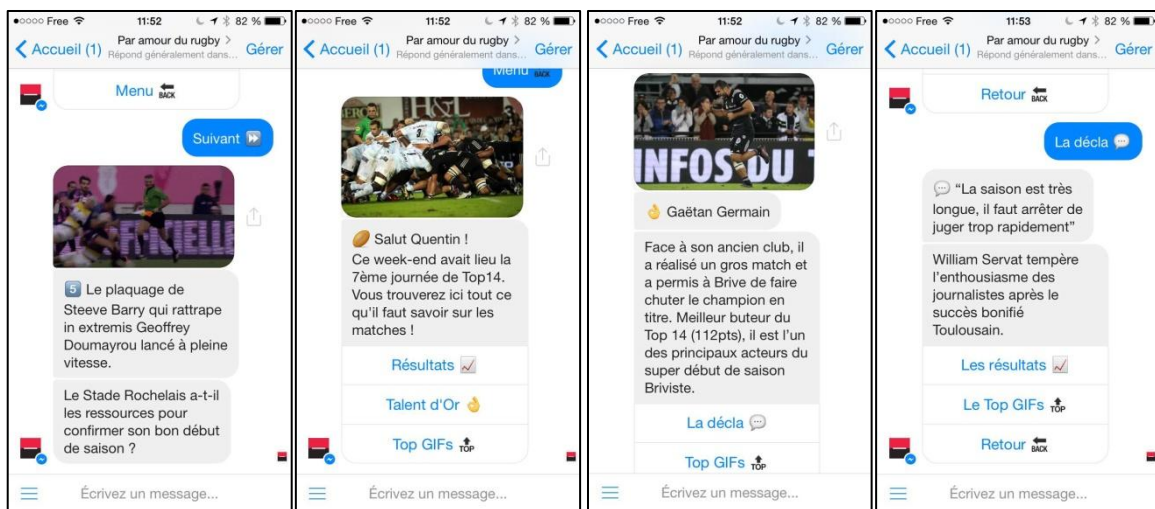 ●○○○○ Free 11:52 82 %
Accueil (1) Par amour du rugby > Gérer
Répond généralement dans...
Menu BACK
Suivant
5 Le plaquage de
Steeve Barry qui rattrape
in extremis Geoffrey
Doumayrou lancé à pleine
vitesse.
Le Stade Rochelais a-t-il
les ressources pour
confirmer son bon début
de saison ?
Écrivez un message...
●○○○○ Free 11:52 82 %
Accueil (1) Par amour du rugby > Gérer
Répond généralement dans...
Menu BACK
H&L
3
🏉 Salut Quentin !
Ce week-end avait lieu la
7ème journée de Top14.
Vous trouverez ici tout ce
qu'il faut savoir sur les
matches !
Résultats 📈
Talent d'Or 👌
Top GIFs TOP
Écrivez un message...
●○○○○ Free 11:52 82 %
Accueil (1) Par amour du rugby > Gérer
Répond généralement dans...
INFOS DU T
👌 Gaëtan Germain
Face à son ancien club, il
a réalisé un gros match et
a permis à Brive de faire
chuter le champion en
titre. Meilleur buteur du
Top 14 (112pts), il est l'un
des principaux acteurs du
super début de saison
Briviste.
La décla 💬
Top GIFs TOP
Écrivez un message...
●○○○○ Free 11:53 82 %
Accueil (1) Par amour du rugby > Gérer
Répond généralement dans...
Retour BACK
La décla 💬
💬 “La saison est très
longue, il faut arrêter de
juger trop rapidement”
William Servat tempère
l'enthousiasme des
journalistes après le
succès bonifié
Toulousain.
Les résultats 📈
Le Top GIFs TOP
Retour BACK
Écrivez un message...